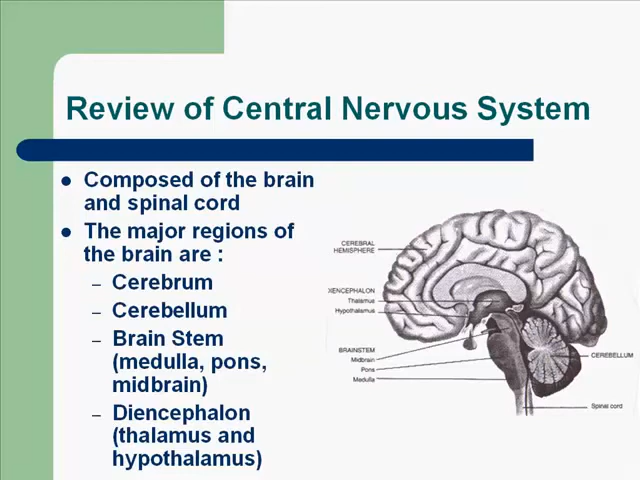 Review of Central Nervous System
● Composed of the brain
and spinal cord
● The major regions of
the brain are :
– Cerebrum
– Cerebellum
– Brain Stem
(medulla, pons,
midbrain)
– Diencephalon
(thalamus and
hypothalamus)
CEREBRAL
HEMISPHERE
DIENCEPHALON
Thalamus
Hypothalamus
BRAINSTEM
Midbrain
Pons
Medulla
CEREBELLUM
Spinal cord